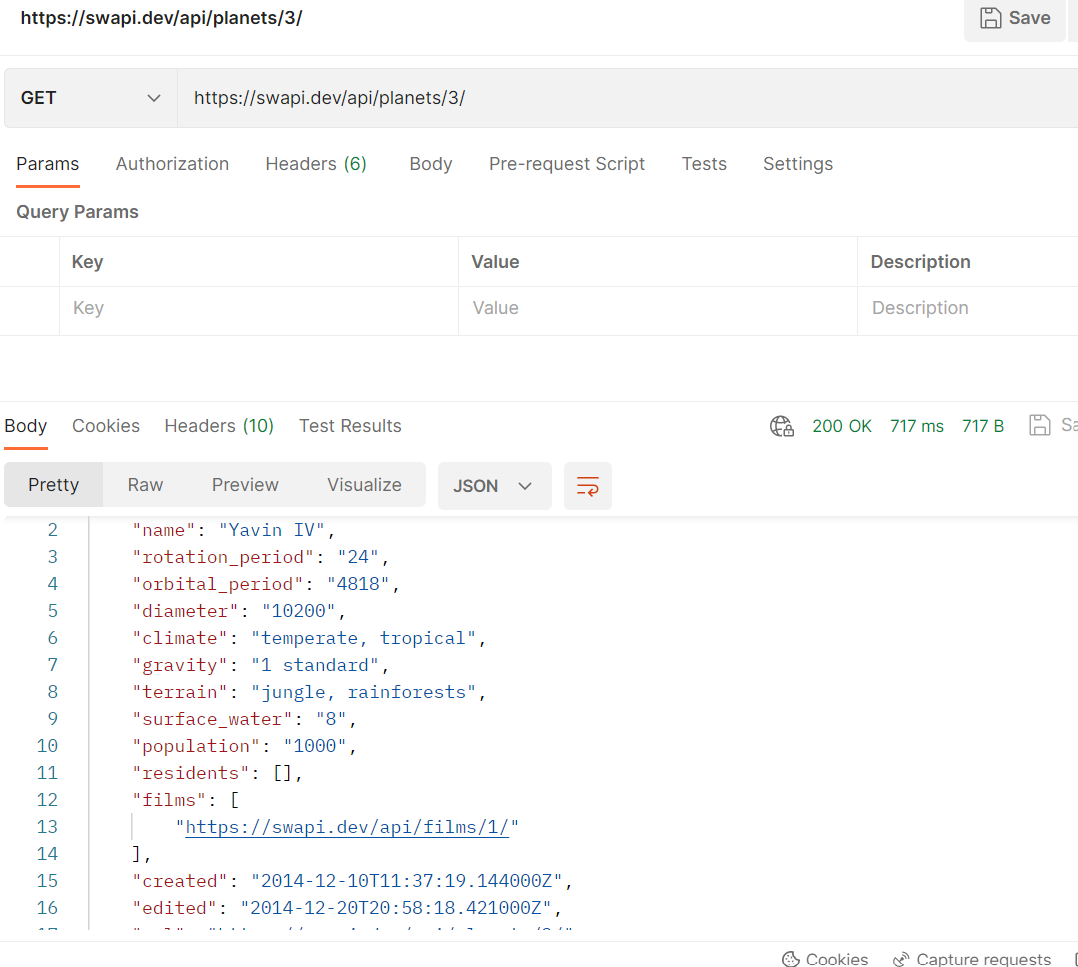 https://swapi.dev/api/planets/3/ Save
GET https://swapi.dev/api/planets/3/
Params Authorization Headers (6) Body Pre-request Script Tests Settings
Query Params
Key Value Description
Key Value Description
Body Cookies Headers (10) Test Results 200 OK 717 ms 717 B
Pretty Raw Preview Visualize JSON
2 "name": "Yavin IV",
3 "rotation_period": "24",
4 "orbital_period": "4818",
5 "diameter": "10200",
6 "climate": "temperate, tropical",
7 "gravity": "1 standard",
8 "terrain": "jungle, rainforests",
9 "surface_water": "8",
10 "population": "1000",
11 "residents": [],
12 "films": [
13 "https://swapi.dev/api/films/1/"
14 ],
15 "created": "2014-12-10T11:37:19.144000Z",
16 "edited": "2014-12-20T20:58:18.421000Z",
Cookies Capture requests